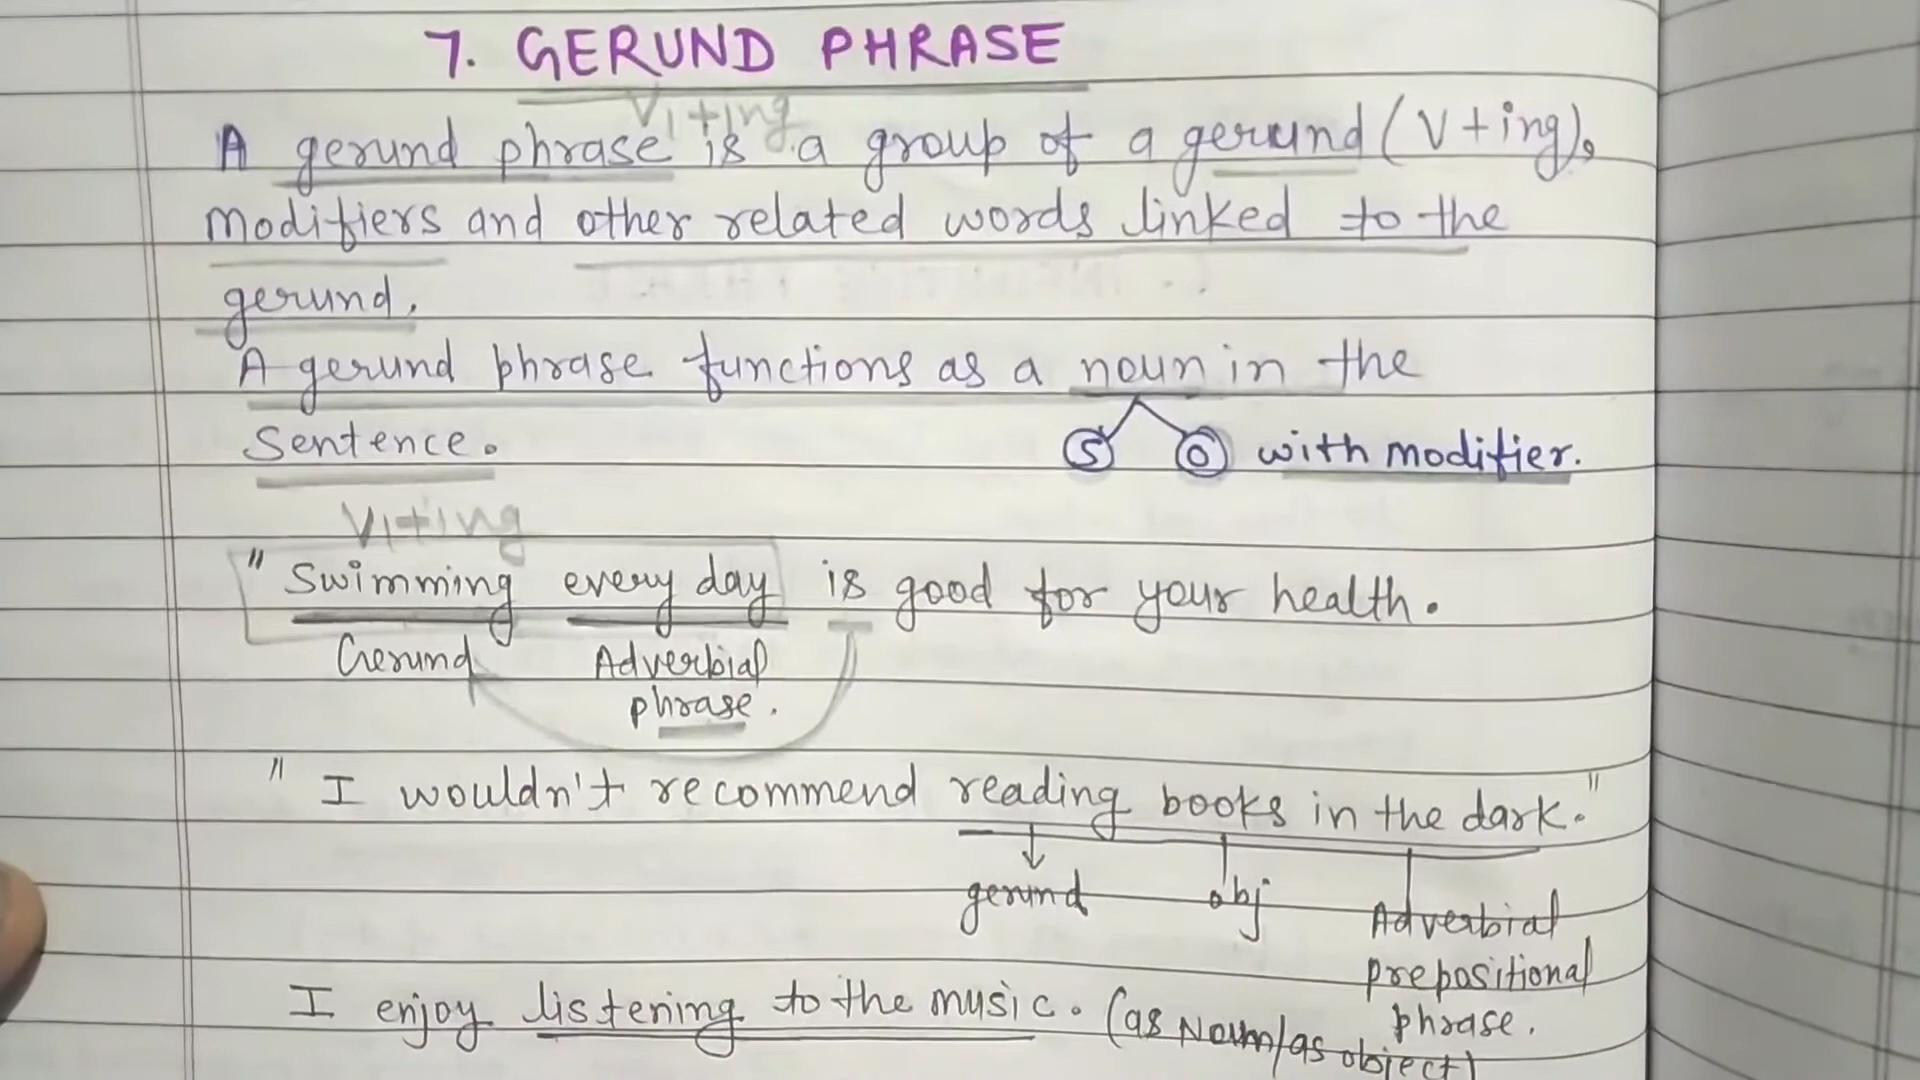 7. GERUND PHRASE
V1+ing
A gerund phrase is a group of a gerund (V+ing),
modifiers and other related words linked to the
gerund.
A gerund phrase functions as a noun in the
Sentence.
S O with modifier.
V1+ing
" Swimming every day is good for your health.
Gerund Adverbial
phrase.
" I wouldn't recommend reading books in the dark."
gerund obj Adverbial
prepositional
phrase.
I enjoy listening to the music. (as Noun/as object)